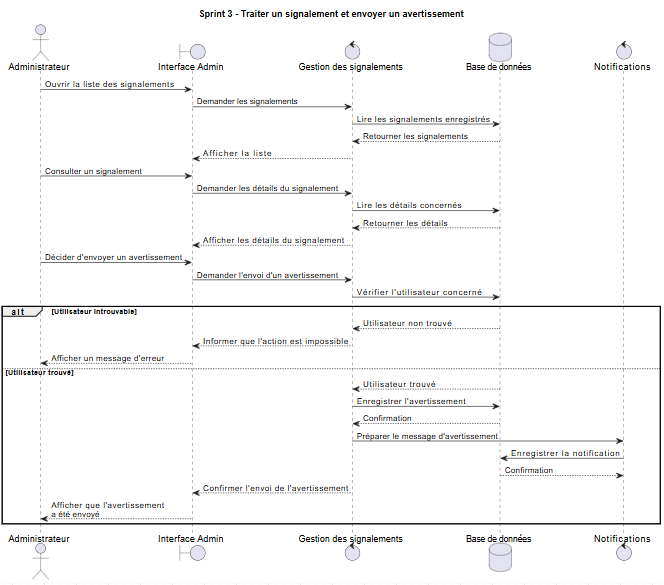 Sprint 3 - Traiter un signalement et envoyer un avertissement
Administrateur Interface Admin Gestion des signalements Base de données Notifications
Ouvrir la liste des signalements
Demander les signalements
Lire les signalements enregistrés
Retourner les signalements
Afficher la liste
Consulter un signalement
Demander les détails du signalement
Lire les détails concernés
Retourner les détails
Afficher les détails du signalement
Décider d'envoyer un avertissement
Demander l'envoi d'un avertissement
Vérifier l'utilisateur concerné
alt [Utilisateur introuvable]
Utilisateur non trouvé
Informer que l'action est impossible
Afficher un message d'erreur
[Utilisateur trouvé]
Utilisateur trouvé
Enregistrer l'avertissement
Confirmation
Préparer le message d'avertissement
Enregistrer la notification
Confirmation
Confirmer l'envoi de l'avertissement
Afficher que l'avertissement
a été envoyé
Administrateur Interface Admin Gestion des signalements Base de données Notifications